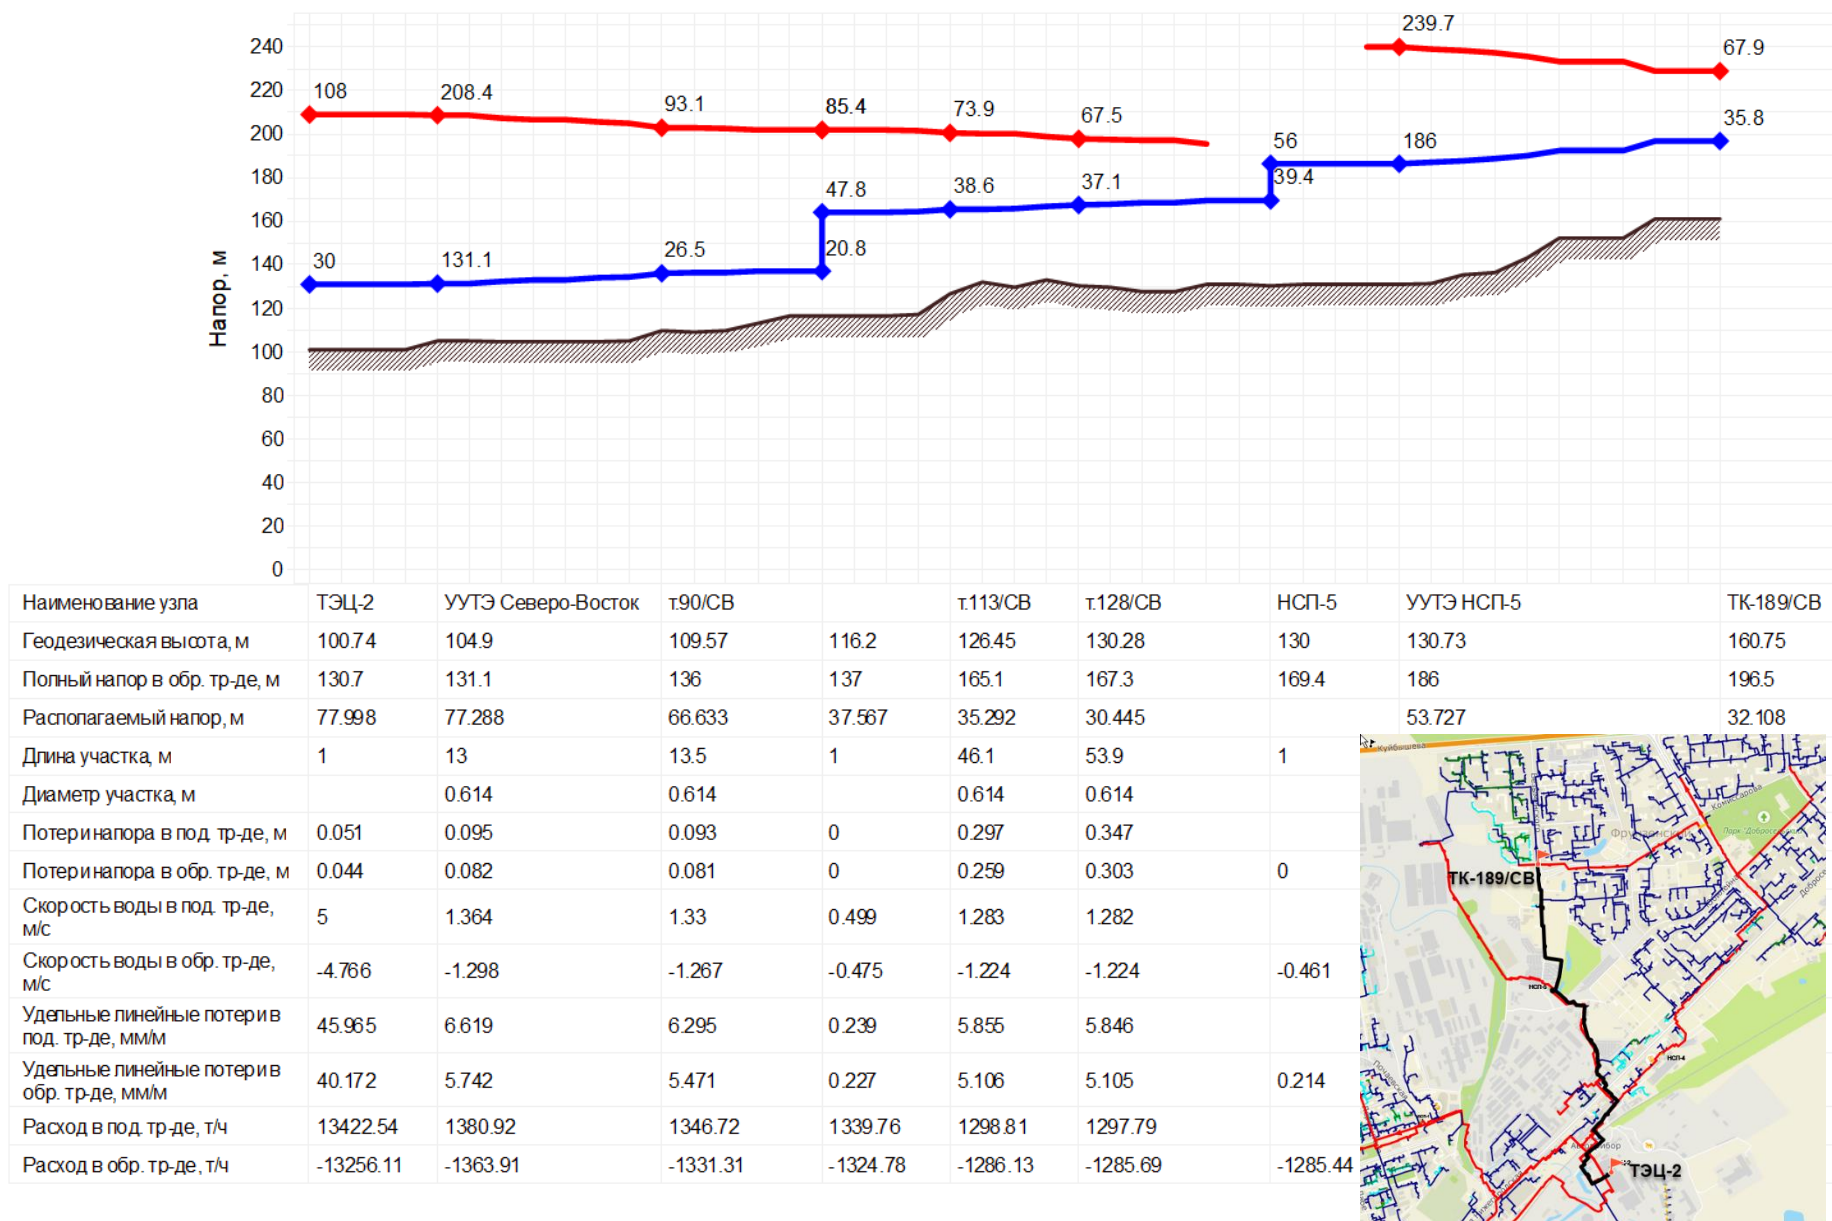 239.7
240
67.9
220
108
208.4
93.1
85.4
73.9
67.5
200
35.8
56
186
180
47.8
38.6
37.1
39.4
160
30
131.1
26.5
20.8
140
Напор, м
120
100
80
60
40
20
0
Наименование узла ТЭЦ-2 УУТЭ Северо-Восток т.90/СВ т.113/СВ т.128/СВ НСП-5 УУТЭ НСП-5 ТК-189/СВ
Геодезическая высота, м 100.74 104.9 109.57 116.2 126.45 130.28 130 130.73 160.75
Полный напор в обр. тр-де, м 130.7 131.1 136 137 165.1 167.3 169.4 186 196.5
Располагаемый напор, м 77.998 77.288 66.633 37.567 35.292 30.445 53.727 32.108
Длина участка, м 1 13 13.5 1 46.1 53.9 1
Диаметр участка, м 0.614 0.614 0.614 0.614
Потери напора в под. тр-де, м 0.051 0.095 0.093 0 0.297 0.347
Потери напора в обр. тр-де, м 0.044 0.082 0.081 0 0.259 0.303 0
Скорость воды в под. тр-де,
м/с 5 1.364 1.33 0.499 1.283 1.282
Скорость воды в обр. тр-де,
м/с -4.766 -1.298 -1.267 -0.475 -1.224 -1.224 -0.461
Удельные линейные потери в
под. тр-де, мм/м 45.965 6.619 6.295 0.239 5.855 5.846
Удельные линейные потери в
обр. тр-де, мм/м 40.172 5.742 5.471 0.227 5.106 5.105 0.214
Расход в под. тр-де, т/ч 13422.54 1380.92 1346.72 1339.76 1298.81 1297.79
Расход в обр. тр-де, т/ч -13256.11 -1363.91 -1331.31 -1324.78 -1286.13 -1285.69 -1285.44
Куйбышева
Комиссарова
ТК-189/СВ
НСП-5
НСП-4
ТЭЦ-2